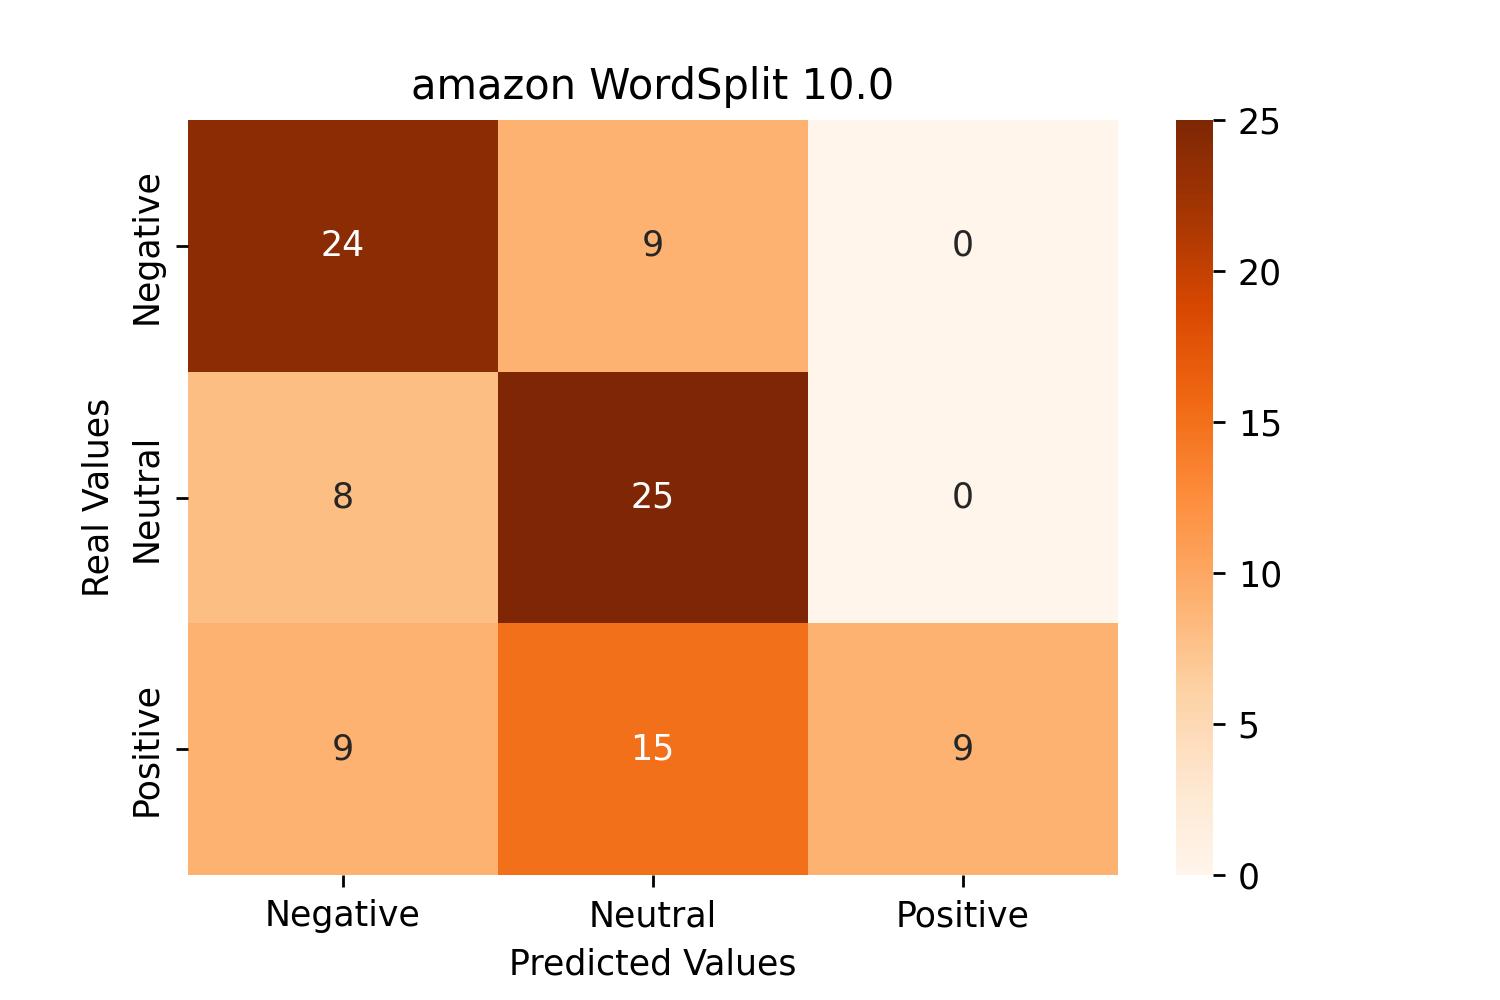 amazon WordSplit 10.0
Real Values
Negative
24 9 0
Neutral
8 25 0
Positive
9 15 9
Negative Neutral Positive
Predicted Values
25
20
15
10
5
0